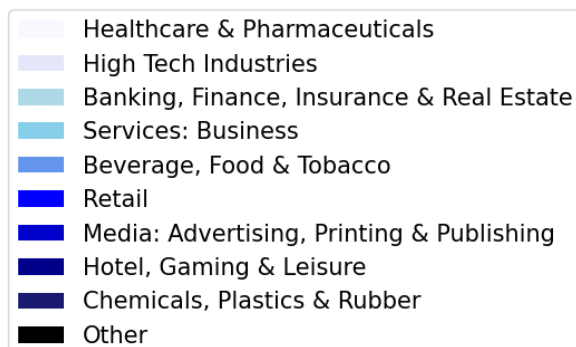 Healthcare & Pharmaceuticals
High Tech Industries
Banking, Finance, Insurance & Real Estate
Services: Business
Beverage, Food & Tobacco
Retail
Media: Advertising, Printing & Publishing
Hotel, Gaming & Leisure
Chemicals, Plastics & Rubber
Other